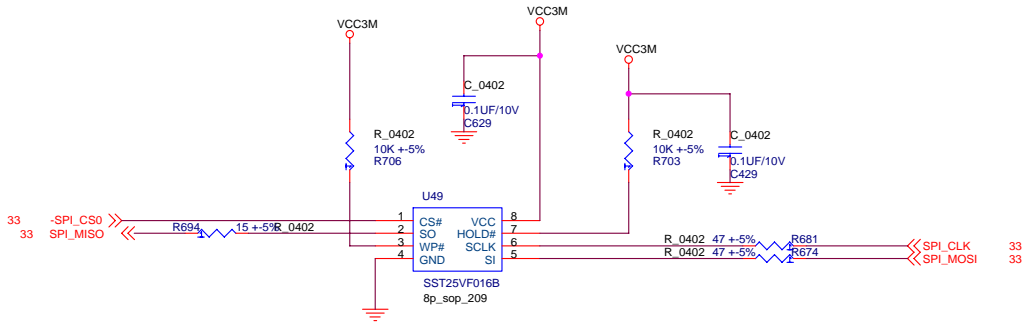 VCC3M
VCC3M
VCC3M
C_0402
0.1UF/10V
C629
R_0402
10K +-5%
R706
R_0402
10K +-5%
R703
C_0402
0.1UF/10V
C429
U49
33 -SPI_CS0
33 SPI_MISO
R694 15 +-5% R_0402
1 CS# VCC 8
2 SO HOLD# 7
3 WP# SCLK 6
4 GND SI 5
R_0402 47 +-5% R681
R_0402 47 +-5% R674
SPI_CLK 33
SPI_MOSI 33
SST25VF016B
8p_sop_209